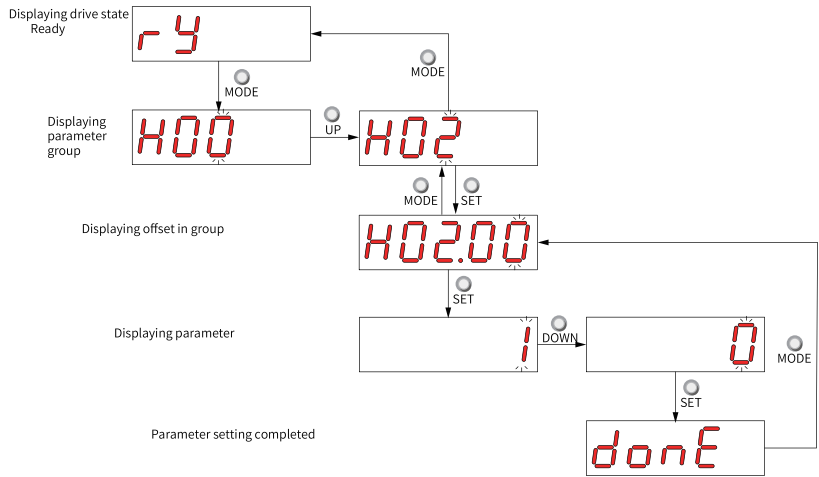 Displaying drive state
Ready
ry
MODE
MODE
Displaying
parameter
group
H00
UP
H02
MODE
SET
Displaying offset in group
H02.00
SET
Displaying parameter
1
DOWN
0
MODE
SET
Parameter setting completed
donE